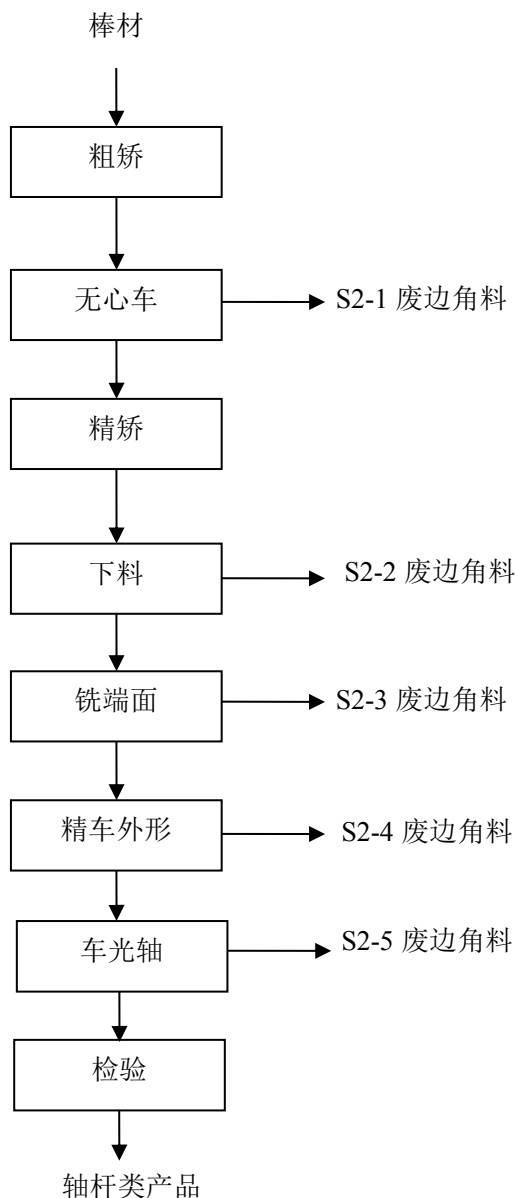 棒材
粗矫
无心车
S2-1 废边角料
精矫
下料
S2-2 废边角料
铣端面
S2-3 废边角料
精车外形
S2-4 废边角料
车光轴
S2-5 废边角料
检验
轴杆类产品